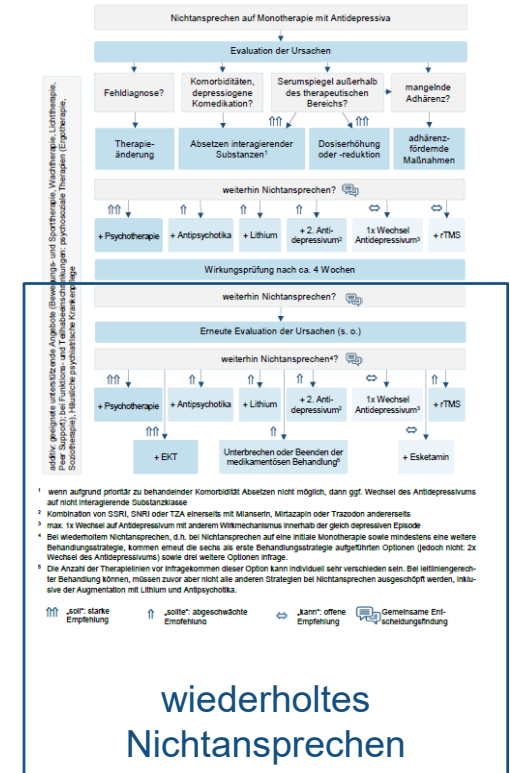 Nichtansprechen auf Monotherapie mit Antidepressiva
Evaluation der Ursachen
Fehldiagnose?
Komorbiditäten,
depressiogene
Komedikation?
Serumspiegel außerhalb
des therapeutischen
Bereichs?
mangelnde
Adhärenz?
Therapie-
änderung
Absetzen interagierender
Substanzen¹
Dosiserhöhung
oder -reduktion
adhärenz-
fördernde
Maßnahmen
weiterhin Nichtansprechen?
+ Psychotherapie
+ Antipsychotika
+ Lithium
+ 2. Anti-
depressivum²
1x Wechsel
Antidepressivum³
+ rTMS
Wirkungsprüfung nach ca. 4 Wochen
weiterhin Nichtansprechen?
Erneute Evaluation der Ursachen (s. o.)
weiterhin Nichtansprechen⁴?
+ Psychotherapie
+ Antipsychotika
+ Lithium
+ 2. Anti-
depressivum²
1x Wechsel
Antidepressivum³
+ rTMS
+ EKT
Unterbrechen oder Beenden der
medikamentösen Behandlung⁵
+ Esketamin
additiv: geeignete unterstützende Angebote (Bewegungs- und Sporttherapie, Wachtherapie, Lichttherapie,
Peer Support); bei Funktions- und Teilhabeeinschränkungen: psychosoziale Therapien (Ergotherapie,
Soziotherapie), Häusliche psychiatrische Krankenpflege
¹ wenn aufgrund prioritär zu behandelnder Komorbidität Absetzen nicht möglich, dann ggf. Wechsel des Antidepressivums
auf nicht interagierende Substanzklasse
² Kombination von SSRI, SNRI oder TZA einerseits mit Mianserin, Mirtazapin oder Trazodon andererseits
³ max. 1x Wechsel auf Antidepressivum mit anderem Wirkmechanismus innerhalb der gleich depressiven Episode
⁴ Bei wiederholtem Nichtansprechen, d.h. bei Nichtansprechen auf eine initiale Monotherapie sowie mindestens eine weitere
Behandlungsstrategie, kommen erneut die sechs als erste Behandlungsstrategie aufgeführten Optionen (jedoch nicht: 2x
Wechsel des Antidepressivums) sowie drei weitere Optionen infrage.
⁵ Die Anzahl der Therapielinien vor Infragekommen dieser Option kann individuell sehr verschieden sein. Bei leitliniengerech-
ter Behandlung können, müssen zuvor aber nicht alle anderen Strategien bei Nichtansprechen ausgeschöpft werden, inklu-
sive der Augmentation mit Lithium und Antipsychotika.
„soll“: starke
Empfehlung
„sollte“: abgeschwächte
Empfehlung
„kann“: offene
Empfehlung
Gemeinsame Ent-
scheidungsfindung
wiederholtes
Nichtansprechen